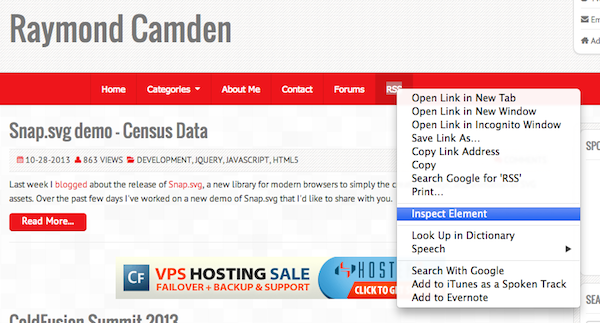 Raymond Camden
Em
Ad
Home Categories About Me Contact Forums RSS
Open Link in New Tab
Open Link in New Window
Open Link in Incognito Window
Save Link As...
Copy Link Address
Copy
Search Google for 'RSS'
Print...
Inspect Element
Look Up in Dictionary
Speech
Search With Google
Add to iTunes as a Spoken Track
Add to Evernote
Snap.svg demo - Census Data
10-28-2013 863 VIEWS DEVELOPMENT, JQUERY, JAVASCRIPT, HTML5
Last week I blogged about the release of Snap.svg, a new library for modern browsers to simply the c
assets. Over the past few days I've worked on a new demo of Snap.svg that I'd like to share with you.
Read More...
CF VPS HOSTING SALE
FAILOVER + BACKUP & SUPPORT
HOST
CLICK TO G
ColdFusion Summit 2013
SPO
SEA